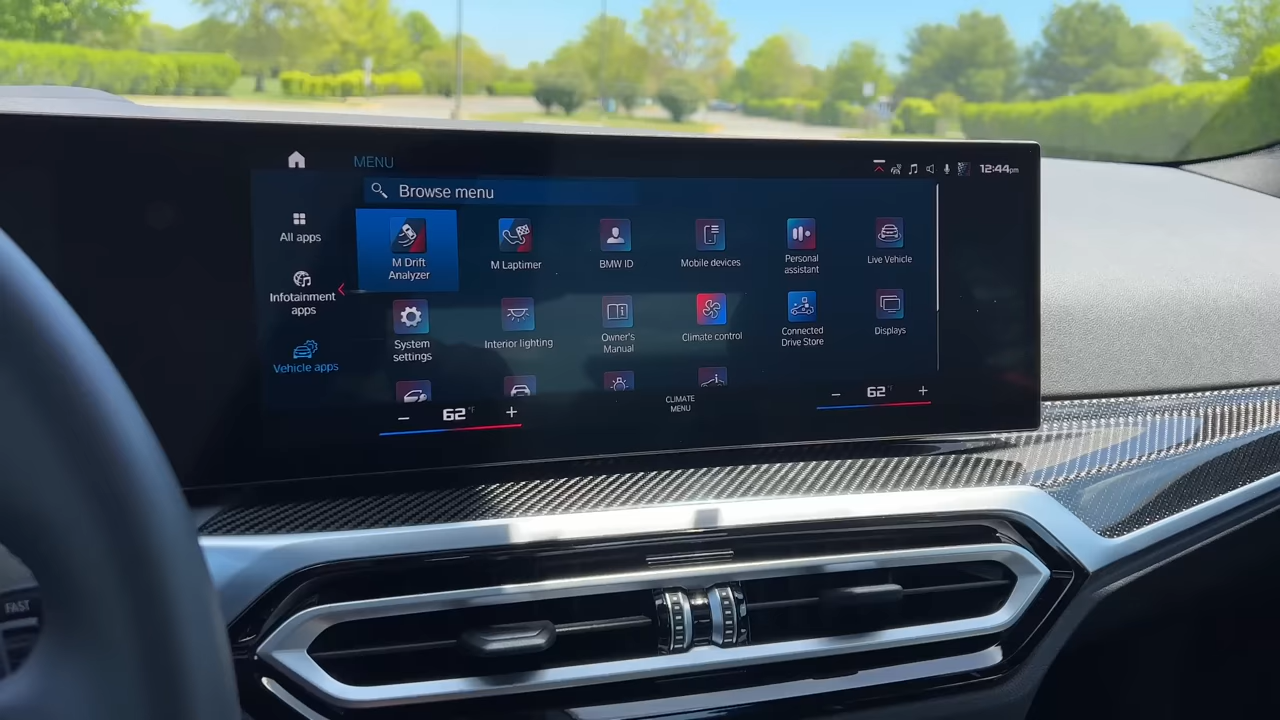 MENU
12:44pm
Browse menu
All apps
Infotainment
apps
Vehicle apps
M Drift
Analyzer
M Laptimer
BMW ID
Mobile devices
Personal
assistant
Live Vehicle
System
settings
Interior lighting
Owner's
Manual
Climate control
Connected
Drive Store
Displays
− 62°F +
CLIMATE
MENU
− 62°F +
FAST